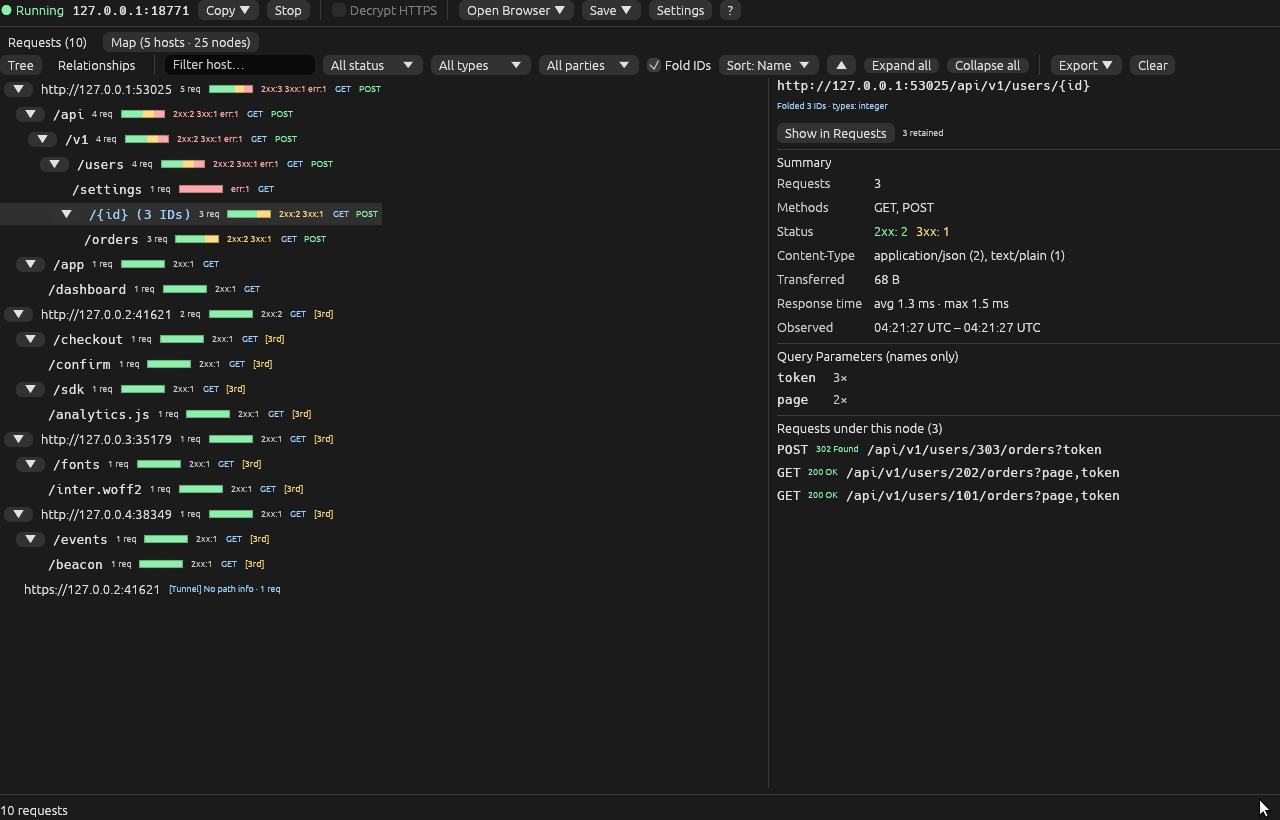 Running 127.0.0.1:18771 Copy ▼ Stop Decrypt HTTPS Open Browser ▼ Save ▼ Settings ?
Requests (10) Map (5 hosts · 25 nodes)
Tree Relationships Filter host… All status ▼ All types ▼ All parties ▼ Fold IDs Sort: Name ▼ ▲ Expand all Collapse all Export ▼ Clear
▼ http://127.0.0.1:53025 5 req 2xx:3 3xx:1 err:1 GET POST
▼ /api 4 req 2xx:2 3xx:1 err:1 GET POST
▼ /v1 4 req 2xx:2 3xx:1 err:1 GET POST
▼ /users 4 req 2xx:2 3xx:1 err:1 GET POST
/settings 1 req err:1 GET
▼ /{id} (3 IDs) 3 req 2xx:2 3xx:1 GET POST
/orders 3 req 2xx:2 3xx:1 GET POST
▼ /app 1 req 2xx:1 GET
/dashboard 1 req 2xx:1 GET
▼ http://127.0.0.2:41621 2 req 2xx:2 GET [3rd]
▼ /checkout 1 req 2xx:1 GET [3rd]
/confirm 1 req 2xx:1 GET [3rd]
▼ /sdk 1 req 2xx:1 GET [3rd]
/analytics.js 1 req 2xx:1 GET [3rd]
▼ http://127.0.0.3:35179 1 req 2xx:1 GET [3rd]
▼ /fonts 1 req 2xx:1 GET [3rd]
/inter.woff2 1 req 2xx:1 GET [3rd]
▼ http://127.0.0.4:38349 1 req 2xx:1 GET [3rd]
▼ /events 1 req 2xx:1 GET [3rd]
/beacon 1 req 2xx:1 GET [3rd]
https://127.0.0.2:41621 [Tunnel] No path info · 1 req
http://127.0.0.1:53025/api/v1/users/{id}
Folded 3 IDs · types: integer
Show in Requests 3 retained
Summary
Requests 3
Methods GET, POST
Status 2xx: 2 3xx: 1
Content-Type application/json (2), text/plain (1)
Transferred 68 B
Response time avg 1.3 ms · max 1.5 ms
Observed 04:21:27 UTC – 04:21:27 UTC
Query Parameters (names only)
token 3×
page 2×
Requests under this node (3)
POST 302 Found /api/v1/users/303/orders?token
GET 200 OK /api/v1/users/202/orders?page,token
GET 200 OK /api/v1/users/101/orders?page,token
10 requests